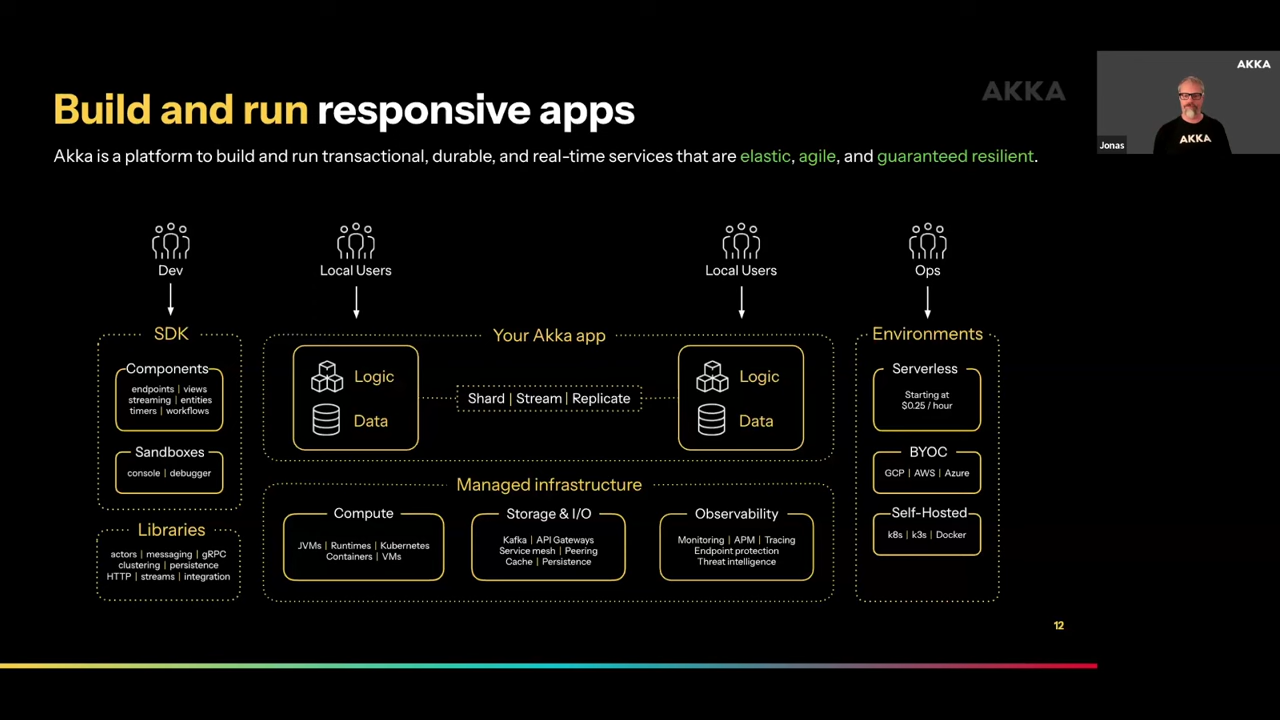 AKKA
AKKA
Jonas
AKKA
Build and run responsive apps
Akka is a platform to build and run transactional, durable, and real-time services that are elastic, agile, and guaranteed resilient.
Dev
Local Users
Local Users
Ops
SDK
Components
endpoints | views
streaming | entities
timers | workflows
Sandboxes
console | debugger
Libraries
actors | messaging | gRPC
clustering | persistence
HTTP | streams | integration
Your Akka app
Logic
Data
Shard | Stream | Replicate
Logic
Data
Managed infrastructure
Compute
JVMs | Runtimes | Kubernetes
Containers | VMs
Storage & I/O
Kafka | API Gateways
Service mesh | Peering
Cache | Persistence
Observability
Monitoring | APM | Tracing
Endpoint protection
Threat intelligence
Environments
Serverless
Starting at
$0.25 / hour
BYOC
GCP | AWS | Azure
Self-Hosted
k8s | k3s | Docker
12